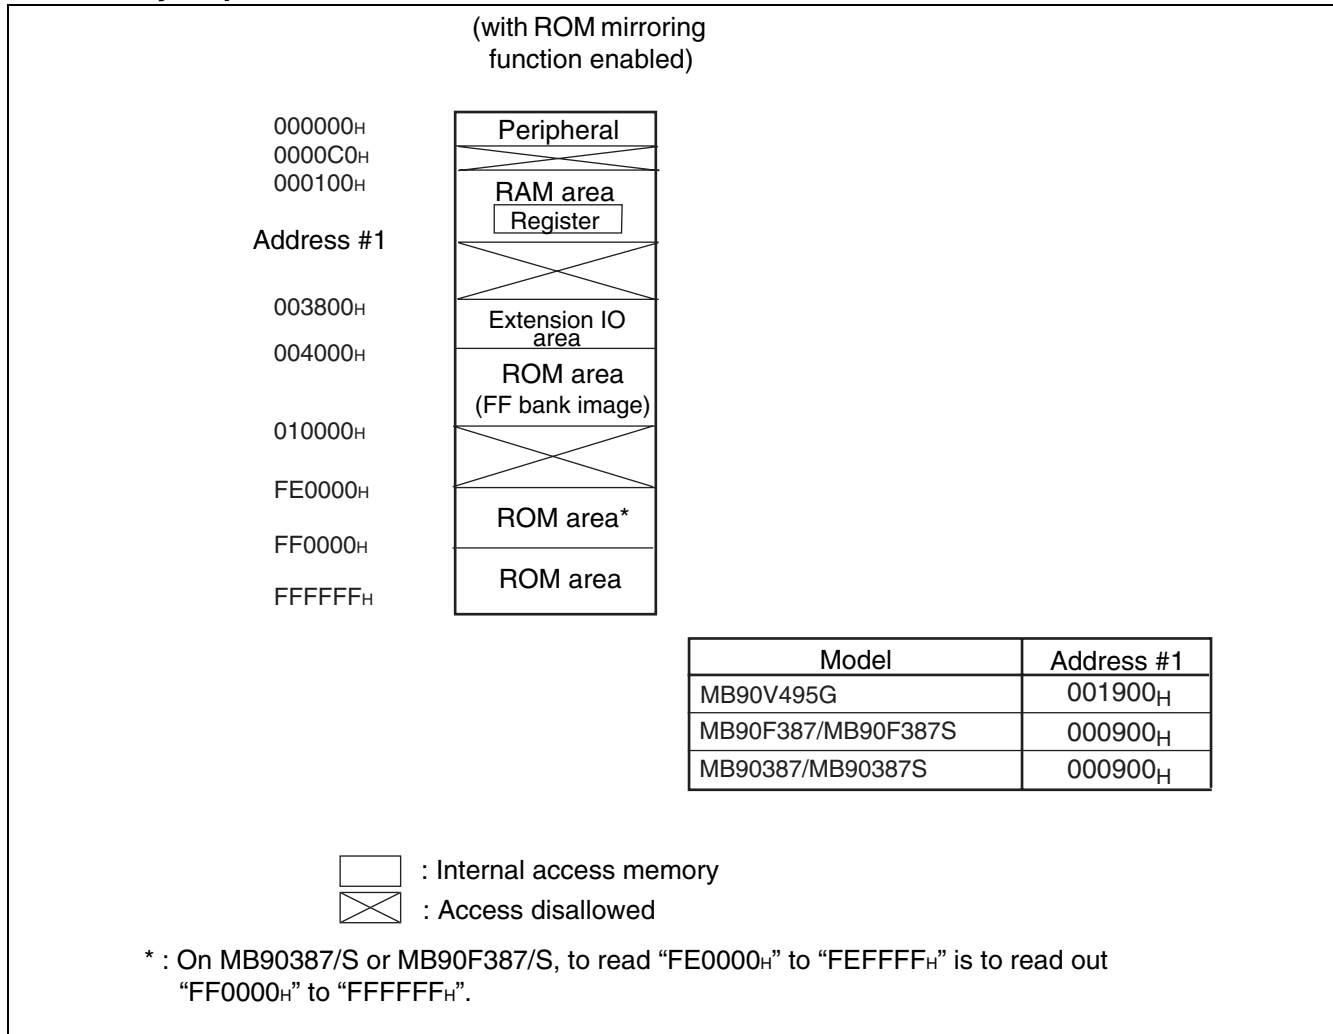 (with ROM mirroring
function enabled)
000000H
Peripheral
0000C0H
000100H
RAM area
Register
Address #1
003800H
Extension IO
area
004000H
ROM area
(FF bank image)
010000H
FE0000H
ROM area*
FF0000H
ROM area
FFFFFFH
Model Address #1
MB90V495G 001900H
MB90F387/MB90F387S 000900H
MB90387/MB90387S 000900H
: Internal access memory
: Access disallowed
* : On MB90387/S or MB90F387/S, to read “FE0000H” to “FEFFFFH” is to read out
“FF0000H” to “FFFFFFH”.